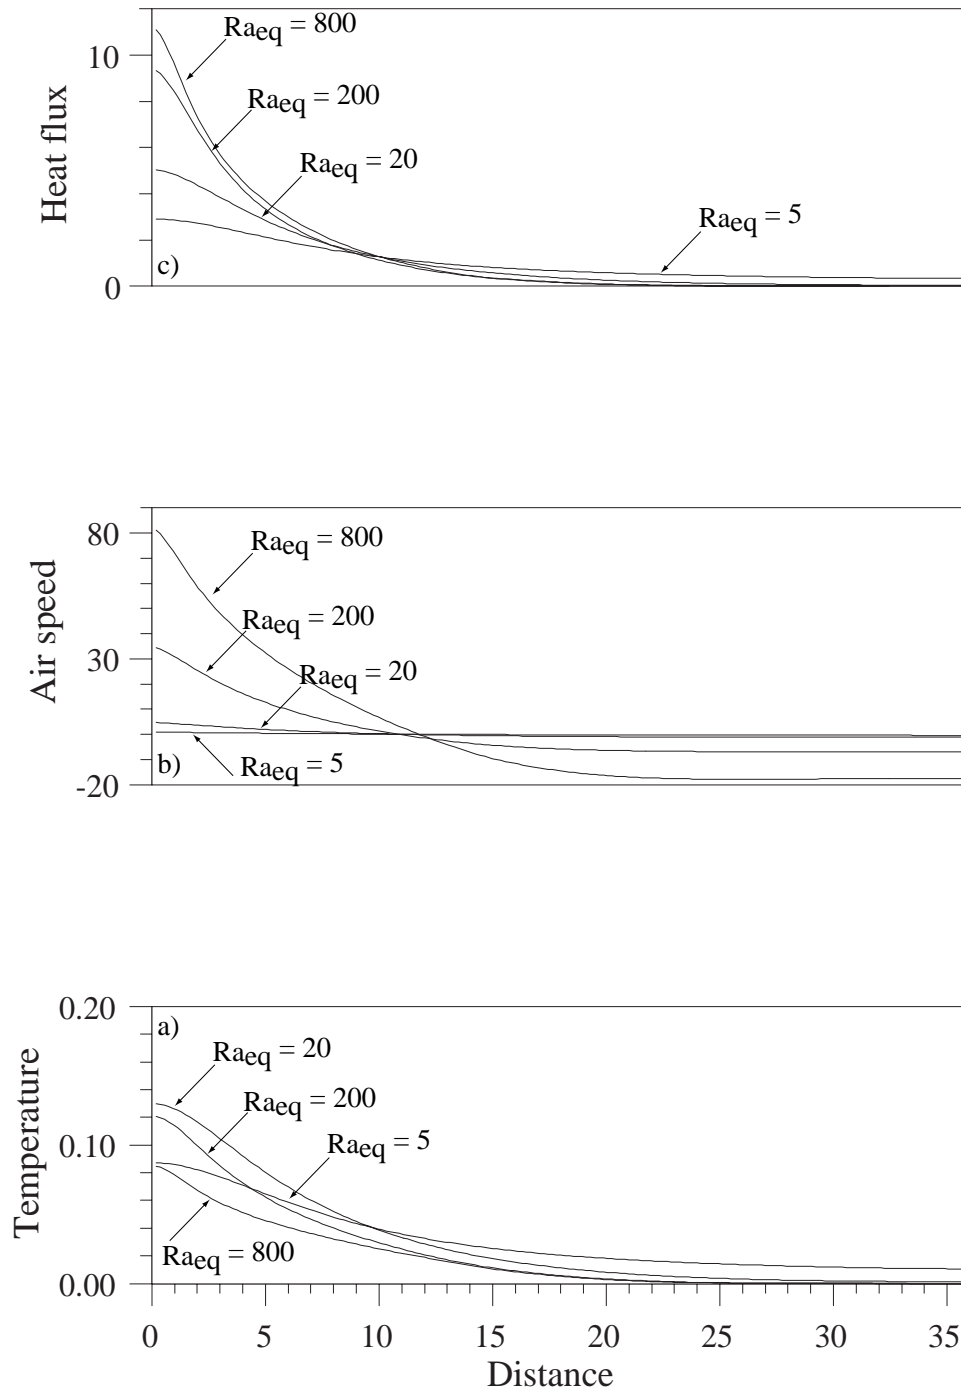 Ra_eq = 800
10
Ra_eq = 200
Ra_eq = 20
Ra_eq = 5
Heat flux
c)
0
80
Ra_eq = 800
Ra_eq = 200
30
Ra_eq = 20
Air speed
b)
Ra_eq = 5
-20
0.20
a)
Ra_eq = 20
Ra_eq = 200
0.10
Ra_eq = 5
Temperature
Ra_eq = 800
0.00
0 5 10 15 20 25 30 35
Distance